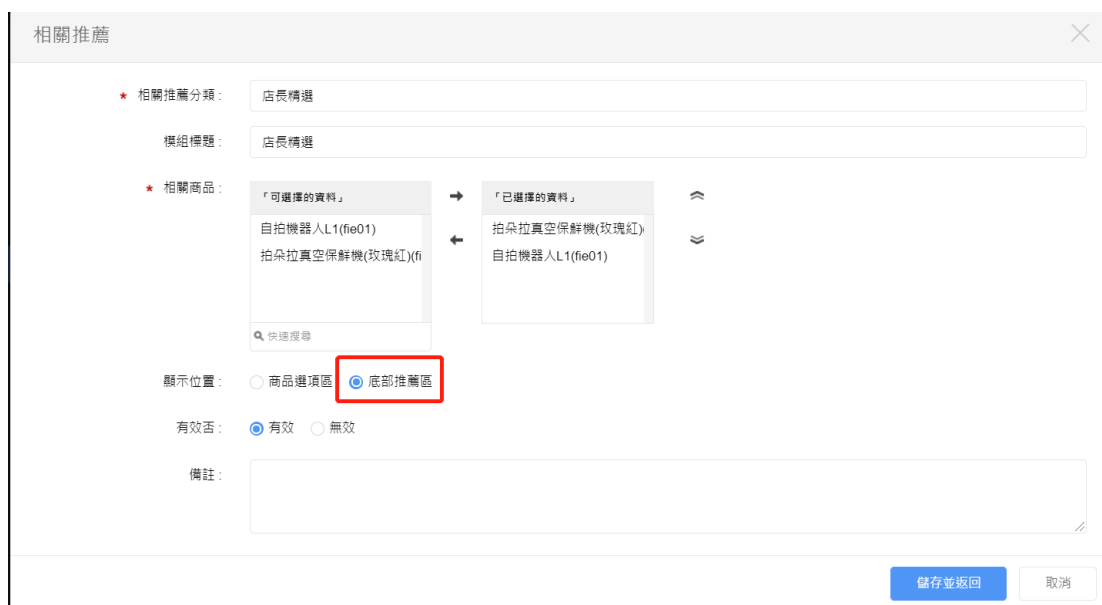 相關推薦
* 相關推薦分類 : 店長精選
模組標題 : 店長精選
* 相關商品 :
「可選擇的資料」
自拍機器人L1(fie01)
拍朵拉真空保鮮機(玫瑰紅)(fi
快速搜尋
「已選擇的資料」
拍朵拉真空保鮮機(玫瑰紅)(
自拍機器人L1(fie01)
顯示位置 : 商品選項區 底部推薦區
有效否 : 有效 無效
備註 :
儲存並返回 取消